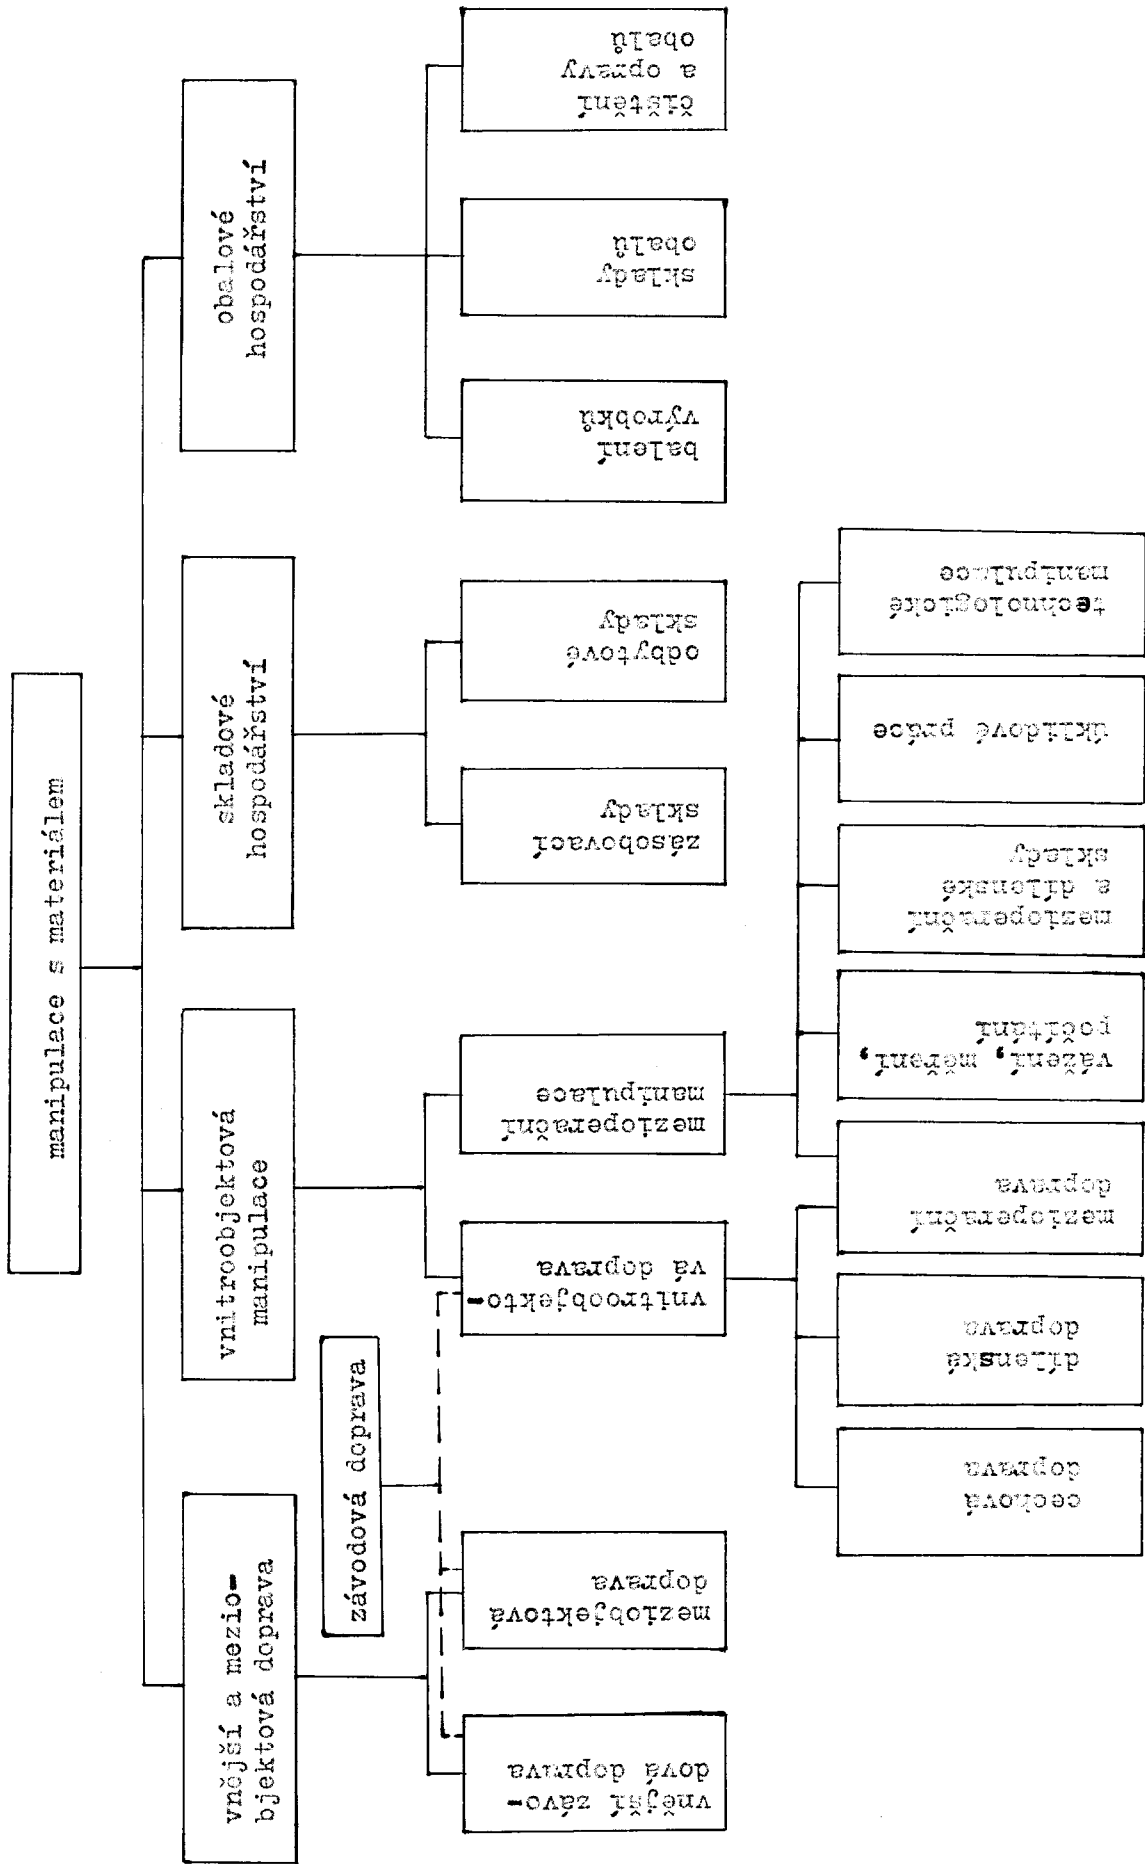 manipulace s materiálem
vnější a mezio-
bjektová doprava
vnitroobjektová
manipulace
skladové
hospodářství
obalové
hospodářství
závodová doprava
vnější závo-
dová doprava
meziobjektová
doprava
vnitroobjekto-
vá doprava
mezioperační
manipulace
zásobovací
sklady
odbytové
sklady
balení
výrobků
sklady
obalů
čištění
a opravy
obalů
cechová
doprava
dílenská
doprava
mezioperační
doprava
vážení, měření,
počítání
mezioperační
a dílenské
sklady
úklidové práce
technologické
manipulace